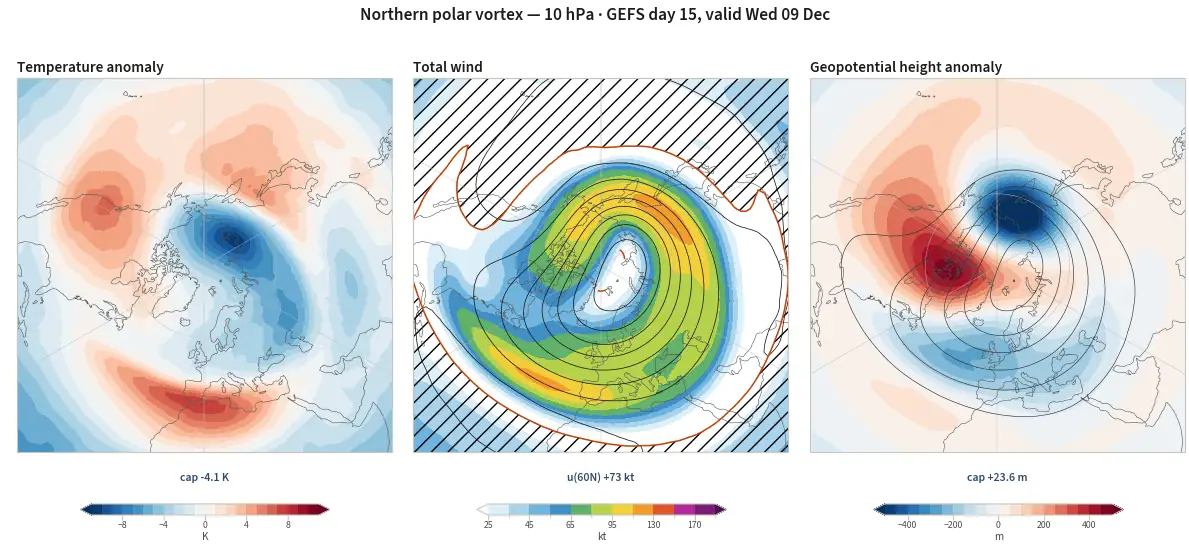 Northern polar vortex — 10 hPa · GEFS day 15, valid Wed 09 Dec
Temperature anomaly
Total wind
Geopotential height anomaly
cap -4.1 K
u(60N) +73 kt
cap +23.6 m
−8 −4 0 4 8
K
25 45 65 95 130 170
kt
−400 −200 0 200 400
m